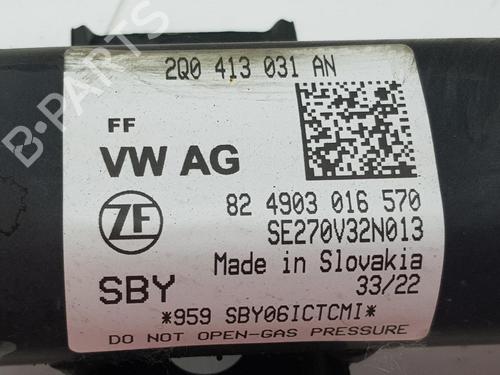 2Q0 413 031 AN
FF
VW AG
ZF
82 4903 016 570
SE270V32N013
SBY
Made in Slovakia
33/22
*959 SBY06ICTCMI*
DO NOT OPEN-GAS PRESSURE
B-PARTS